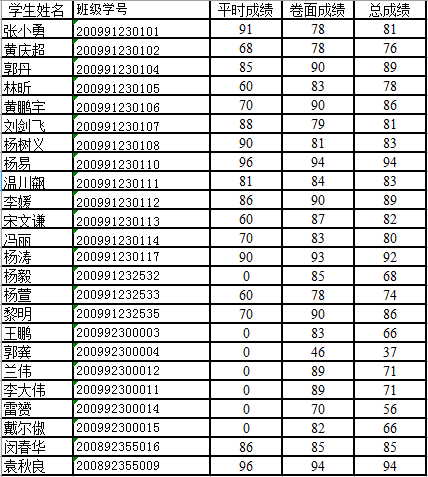 学生姓名 班级学号 平时成绩 卷面成绩 总成绩
张小勇 200991230101 91 78 81
黄庆超 200991230102 68 78 76
郭丹 200991230104 85 90 89
林昕 200991230105 60 83 78
黄鹏宇 200991230106 70 90 86
刘剑飞 200991230107 88 79 81
杨树义 200991230108 90 81 83
杨易 200991230110 96 94 94
温川飙 200991230111 81 84 83
李媛 200991230112 86 90 89
宋文谦 200991230113 60 87 82
冯丽 200991230114 70 83 80
杨涛 200991230117 90 93 92
杨毅 200991232532 0 85 68
杨萱 200991232533 60 78 74
黎明 200991232535 70 90 86
王鹏 200992300003 0 83 66
郭龚 200992300004 0 46 37
兰伟 200992300012 0 89 71
李大伟 200992300011 0 89 71
雷赟 200992300014 0 70 56
戴尔俶 200992300015 0 82 66
闵春华 200892355016 86 85 85
袁秋良 200892355009 96 94 94